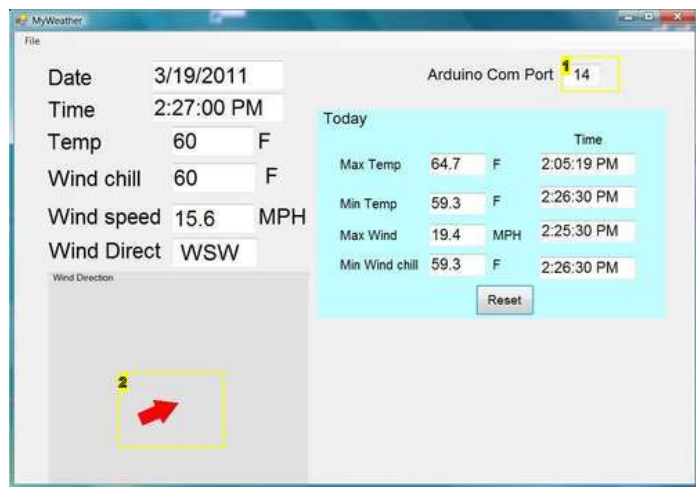 MyWeather
File
Date 3/19/2011
Arduino Com Port 1 14
Time 2:27:00 PM
Temp 60 F
Wind chill 60 F
Wind speed 15.6 MPH
Wind Direct WSW
Today
Time
Max Temp 64.7 F 2:05:19 PM
Min Temp 59.3 F 2:26:30 PM
Max Wind 19.4 MPH 2:25:30 PM
Min Wind chill 59.3 F 2:26:30 PM
Reset
Wind Direction
2